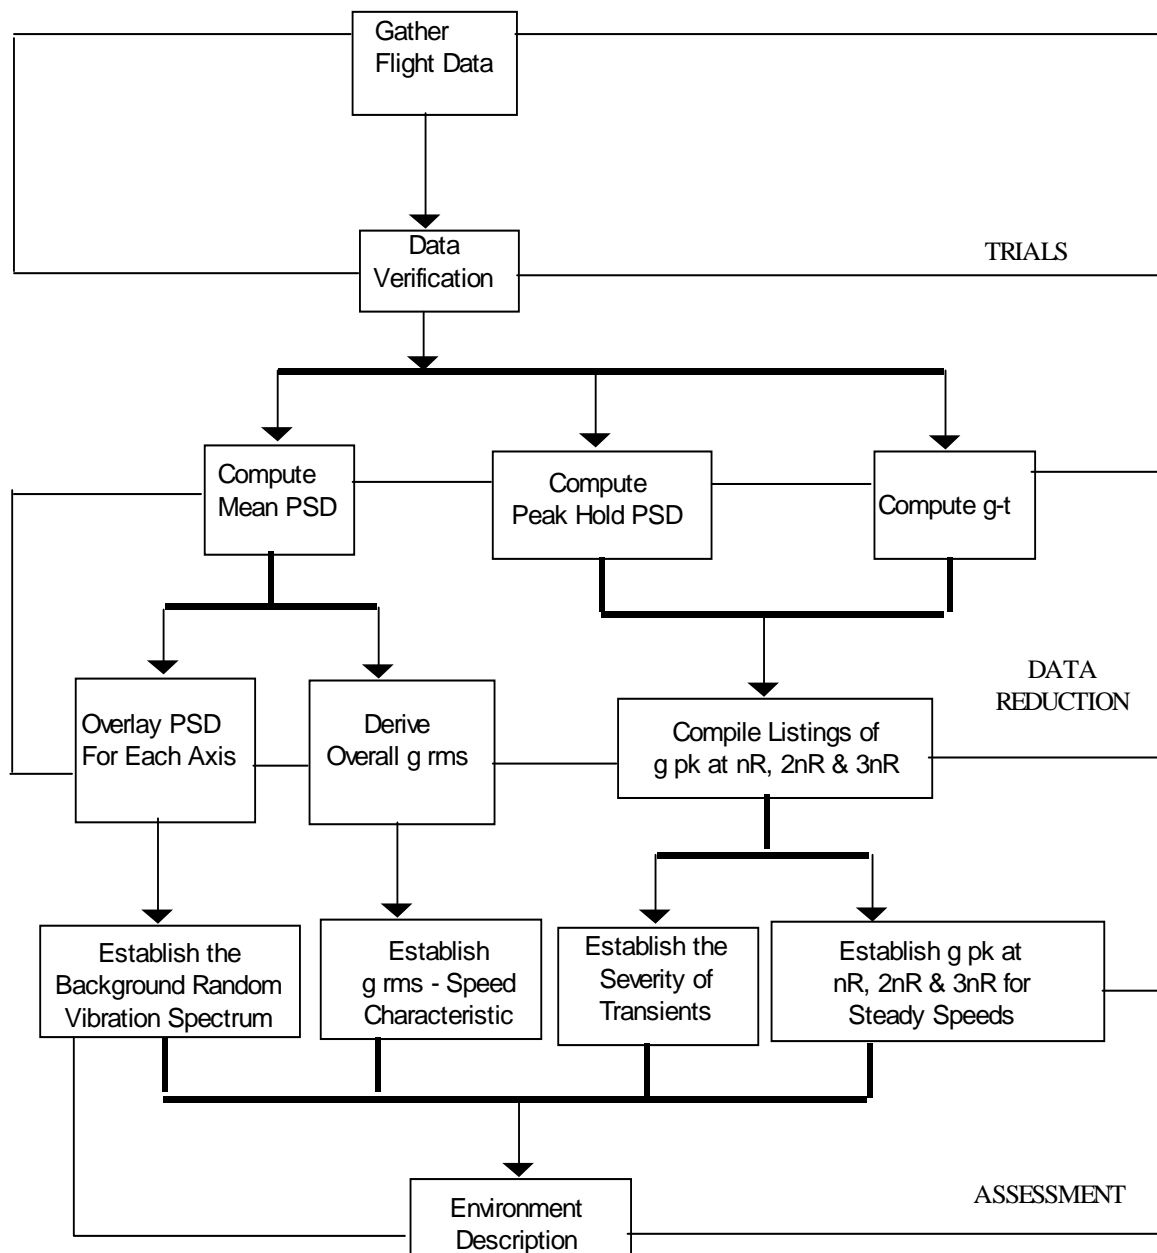 Gather
Flight Data
Data
Verification
TRIALS
Compute
Mean PSD
Compute
Peak Hold PSD
Compute g-t
DATA
REDUCTION
Overlay PSD
For Each Axis
Derive
Overall g rms
Compile Listings of
g pk at nR, 2nR & 3nR
Establish the
Background Random
Vibration Spectrum
Establish
g rms - Speed
Characteristic
Establish the
Severity of
Transients
Establish g pk at
nR, 2nR & 3nR for
Steady Speeds
ASSESSMENT
Environment
Description